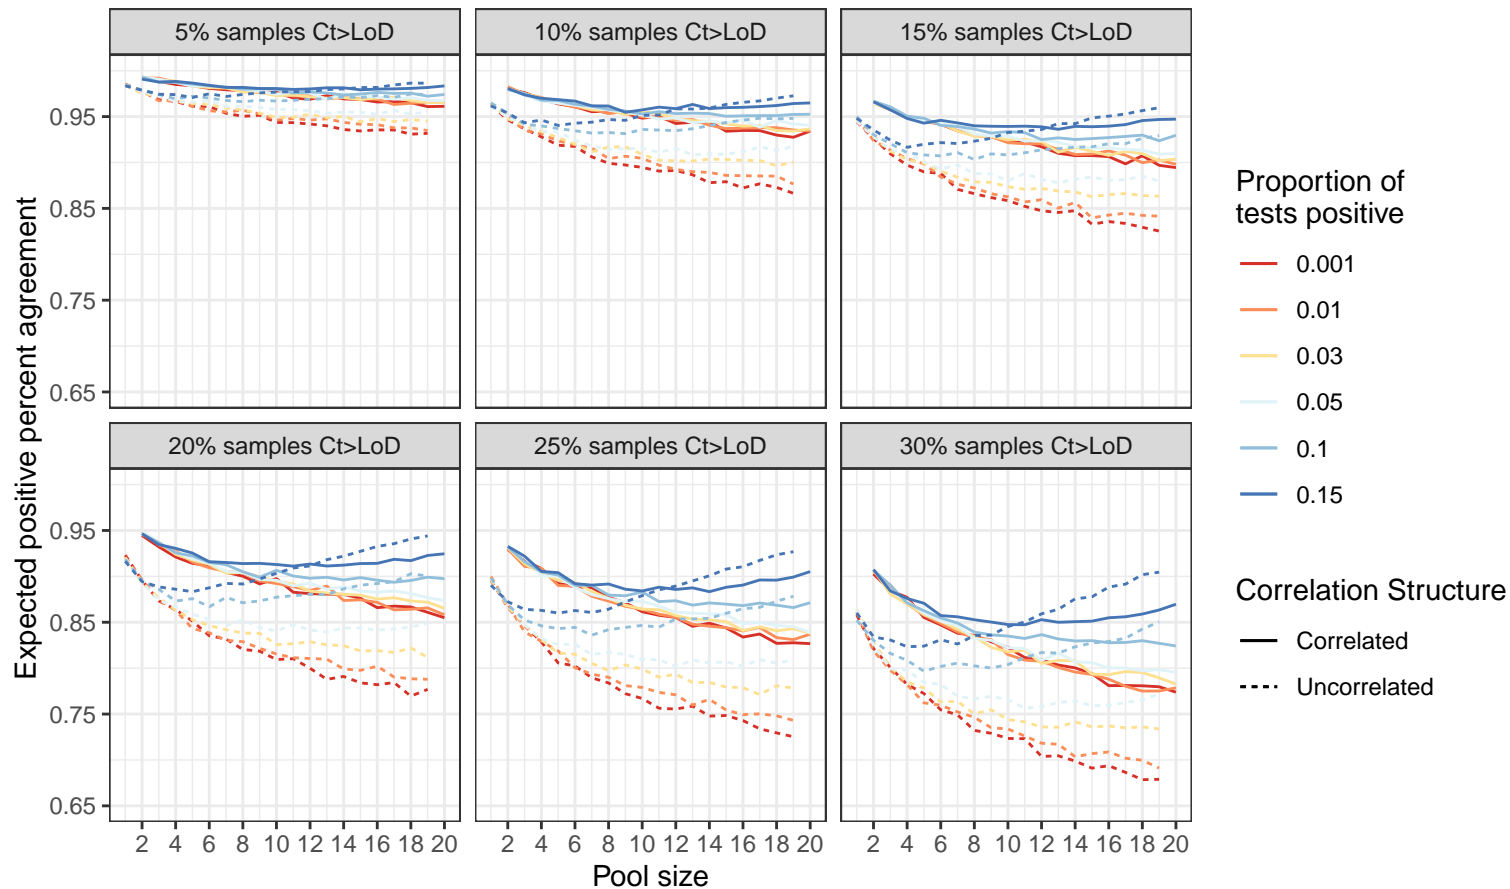 5% samples Ct>LoD
10% samples Ct>LoD
15% samples Ct>LoD
0.95
0.85
0.75
0.65
20% samples Ct>LoD
25% samples Ct>LoD
30% samples Ct>LoD
0.95
0.85
0.75
0.65
2 4 6 8 10 12 14 16 18 20
2 4 6 8 10 12 14 16 18 20
2 4 6 8 10 12 14 16 18 20
Pool size
Expected positive percent agreement
Proportion of
tests positive
0.001
0.01
0.03
0.05
0.1
0.15
Correlation Structure
Correlated
Uncorrelated